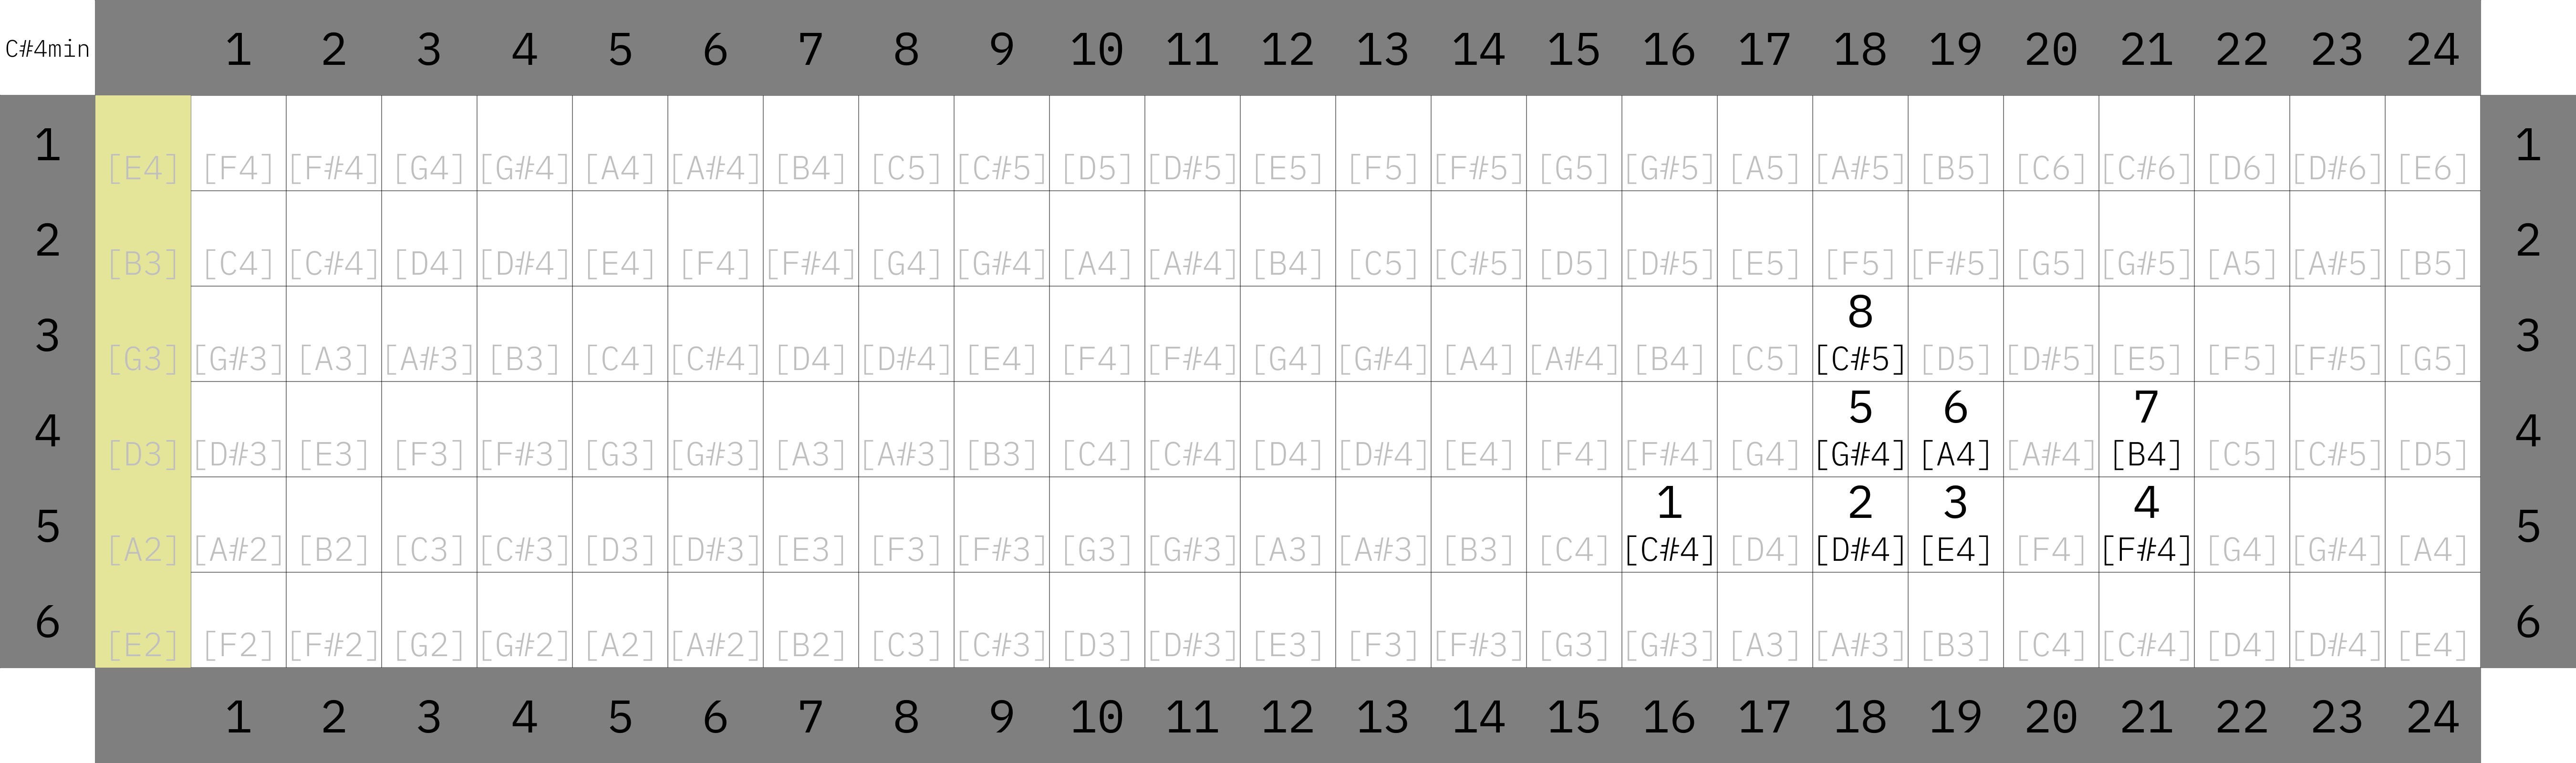 C#4min 1 2 3 4 5 6 7 8 9 10 11 12 13 14 15 16 17 18 19 20 21 22 23 24
1 [E4] [F4] [F#4] [G4] [G#4] [A4] [A#4] [B4] [C5] [C#5] [D5] [D#5] [E5] [F5] [F#5] [G5] [G#5] [A5] [A#5] [B5] [C6] [C#6] [D6] [D#6] [E6] 1
2 [B3] [C4] [C#4] [D4] [D#4] [E4] [F4] [F#4] [G4] [G#4] [A4] [A#4] [B4] [C5] [C#5] [D5] [D#5] [E5] [F5] [F#5] [G5] [G#5] [A5] [A#5] [B5] 2
8
3 [G3] [G#3] [A3] [A#3] [B3] [C4] [C#4] [D4] [D#4] [E4] [F4] [F#4] [G4] [G#4] [A4] [A#4] [B4] [C5] [C#5] [D5] [D#5] [E5] [F5] [F#5] [G5] 3
5 6 7
4 [D3] [D#3] [E3] [F3] [F#3] [G3] [G#3] [A3] [A#3] [B3] [C4] [C#4] [D4] [D#4] [E4] [F4] [F#4] [G4] [G#4] [A4] [A#4] [B4] [C5] [C#5] [D5] 4
1 2 3 4
5 [A2] [A#2] [B2] [C3] [C#3] [D3] [D#3] [E3] [F3] [F#3] [G3] [G#3] [A3] [A#3] [B3] [C4] [C#4] [D4] [D#4] [E4] [F4] [F#4] [G4] [G#4] [A4] 5
6 [E2] [F2] [F#2] [G2] [G#2] [A2] [A#2] [B2] [C3] [C#3] [D3] [D#3] [E3] [F3] [F#3] [G3] [G#3] [A3] [A#3] [B3] [C4] [C#4] [D4] [D#4] [E4] 6
1 2 3 4 5 6 7 8 9 10 11 12 13 14 15 16 17 18 19 20 21 22 23 24